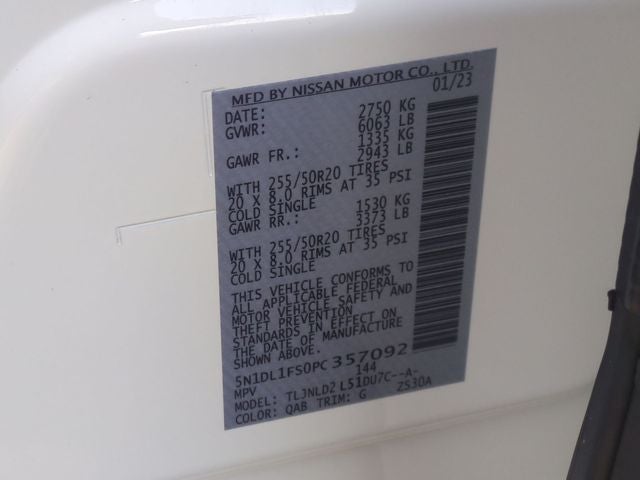 MFD BY NISSAN MOTOR CO., LTD.
DATE: 01/23
GVWR: 2750 KG
6063 LB
GAWR FR.: 1335 KG
2943 LB
WITH 255/50R20 TIRES
20 X 8.0 RIMS AT 35 PSI
COLD SINGLE
GAWR RR.: 1530 KG
3373 LB
WITH 255/50R20 TIRES
20 X 8.0 RIMS AT 35 PSI
COLD SINGLE
THIS VEHICLE CONFORMS TO
ALL APPLICABLE FEDERAL
MOTOR VEHICLE SAFETY AND
THEFT PREVENTION
STANDARDS IN EFFECT ON
THE DATE OF MANUFACTURE
SHOWN ABOVE.
5N1DL1FS0PC357092
MPV 144
MODEL: TLJNLD2 L51DU7C--A-
COLOR: QAB TRIM: G ZS30A